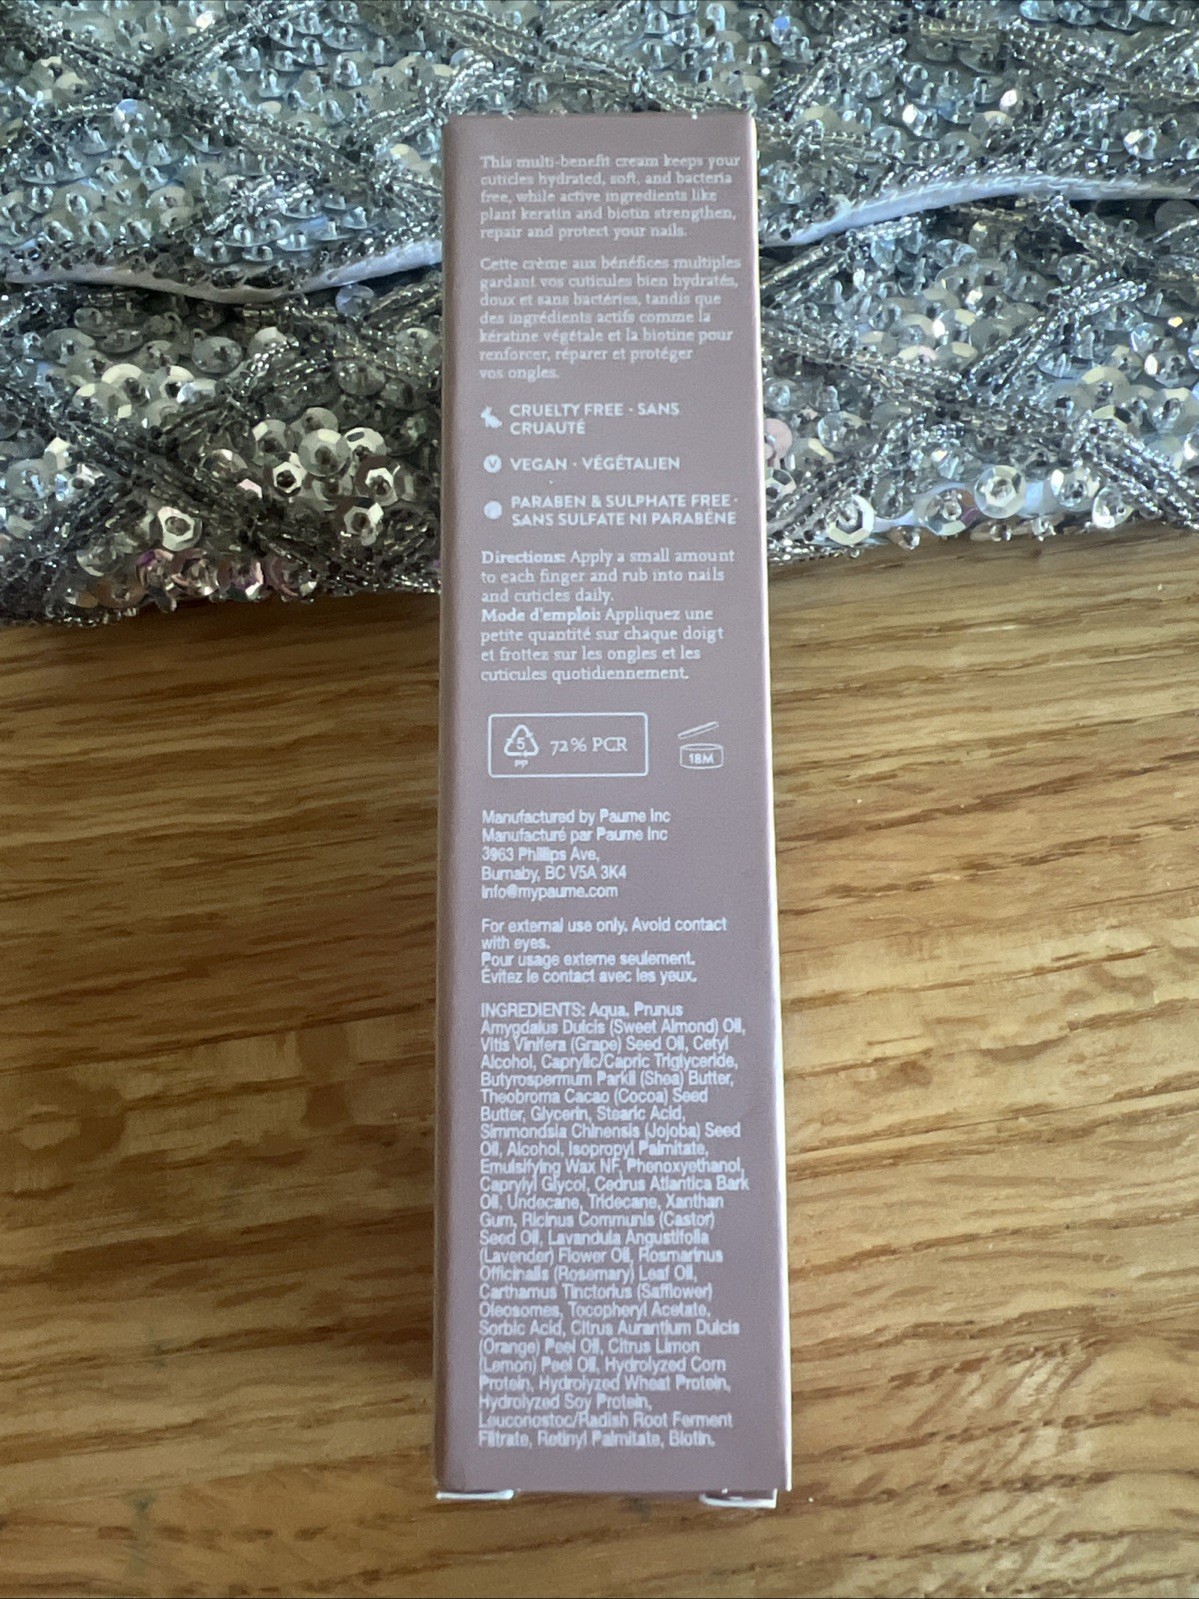 This multi-benefit cream keeps your
cuticles hydrated, soft, and bacteria
free, while active ingredients like
plant keratin and biotin strengthen,
repair and protect your nails.
Cette crème aux bénéfices multiples
gardant vos cuticules bien hydratés,
doux et sans bactéries, tandis que
des ingrédients actifs comme la
kératine végétale et la biotine pour
renforcer, réparer et protéger
vos ongles.
CRUELTY FREE · SANS
CRUAUTÉ
V VEGAN · VÉGÉTALIEN
PARABEN & SULPHATE FREE ·
SANS SULFATE NI PARABÈNE
Directions: Apply a small amount
to each finger and rub into nails
and cuticles daily.
Mode d'emploi: Appliquez une
petite quantité sur chaque doigt
et frottez sur les ongles et les
cuticules quotidiennement.
5 PP 72% PCR 18M
Manufactured by Paume Inc
Manufacturé par Paume Inc
3963 Phillips Ave,
Burnaby, BC V5A 3K4
Info@mypaume.com
For external use only. Avoid contact
with eyes.
Pour usage externe seulement.
Évitez le contact avec les yeux.
INGREDIENTS: Aqua, Prunus
Amygdalus Dulcis (Sweet Almond) Oil,
Vitis Vinifera (Grape) Seed Oil, Cetyl
Alcohol, Caprylic/Capric Triglyceride,
Butyrospermum Parkii (Shea) Butter,
Theobroma Cacao (Cocoa) Seed
Butter, Glycerin, Stearic Acid,
Simmondsia Chinensis (Jojoba) Seed
Oil, Alcohol, Isopropyl Palmitate,
Emulsifying Wax NF, Phenoxyethanol,
Caprylyl Glycol, Cedrus Atlantica Bark
Oil, Undecane, Tridecane, Xanthan
Gum, Ricinus Communis (Castor)
Seed Oil, Lavandula Angustifolia
(Lavender) Flower Oil, Rosmarinus
Officinalis (Rosemary) Leaf Oil,
Carthamus Tinctorius (Safflower)
Oleosomes, Tocopheryl Acetate,
Sorbic Acid, Citrus Aurantium Dulcis
(Orange) Peel Oil, Citrus Limon
(Lemon) Peel Oil, Hydrolyzed Corn
Protein, Hydrolyzed Wheat Protein,
Hydrolyzed Soy Protein,
Leuconostoc/Radish Root Ferment
Filtrate, Retinyl Palmitate, Biotin.